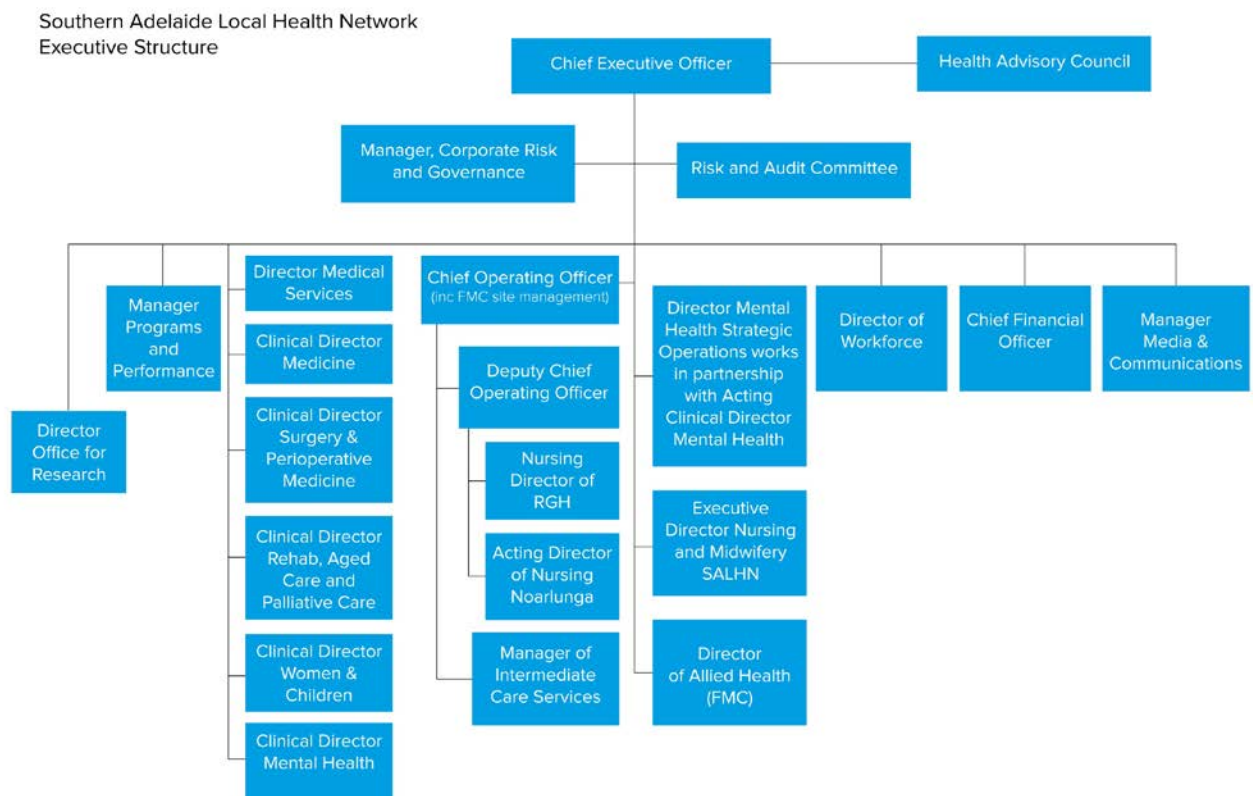 Southern Adelaide Local Health Network
Executive Structure
Chief Executive Officer
Health Advisory Council
Manager, Corporate Risk
and Governance
Risk and Audit Committee
Director Office for
Research
Manager
Programs
and
Performance
Director Medical
Services
Clinical Director
Medicine
Clinical Director
Surgery &
Perioperative
Medicine
Clinical Director
Rehab, Aged
Care and
Palliative Care
Clinical Director
Women &
Children
Clinical Director
Mental Health
Chief Operating Officer
(inc FMC site management)
Deputy Chief
Operating Officer
Nursing
Director of
RGH
Acting Director
of Nursing
Noarlunga
Manager of
Intermediate
Care Services
Director Mental
Health Strategic
Operations works
in partnership
with Acting
Clinical Director
Mental Health
Executive
Director Nursing
and Midwifery
SALHN
Director
of Allied Health
(FMC)
Director of
Workforce
Chief Financial
Officer
Manager
Media &
Communications